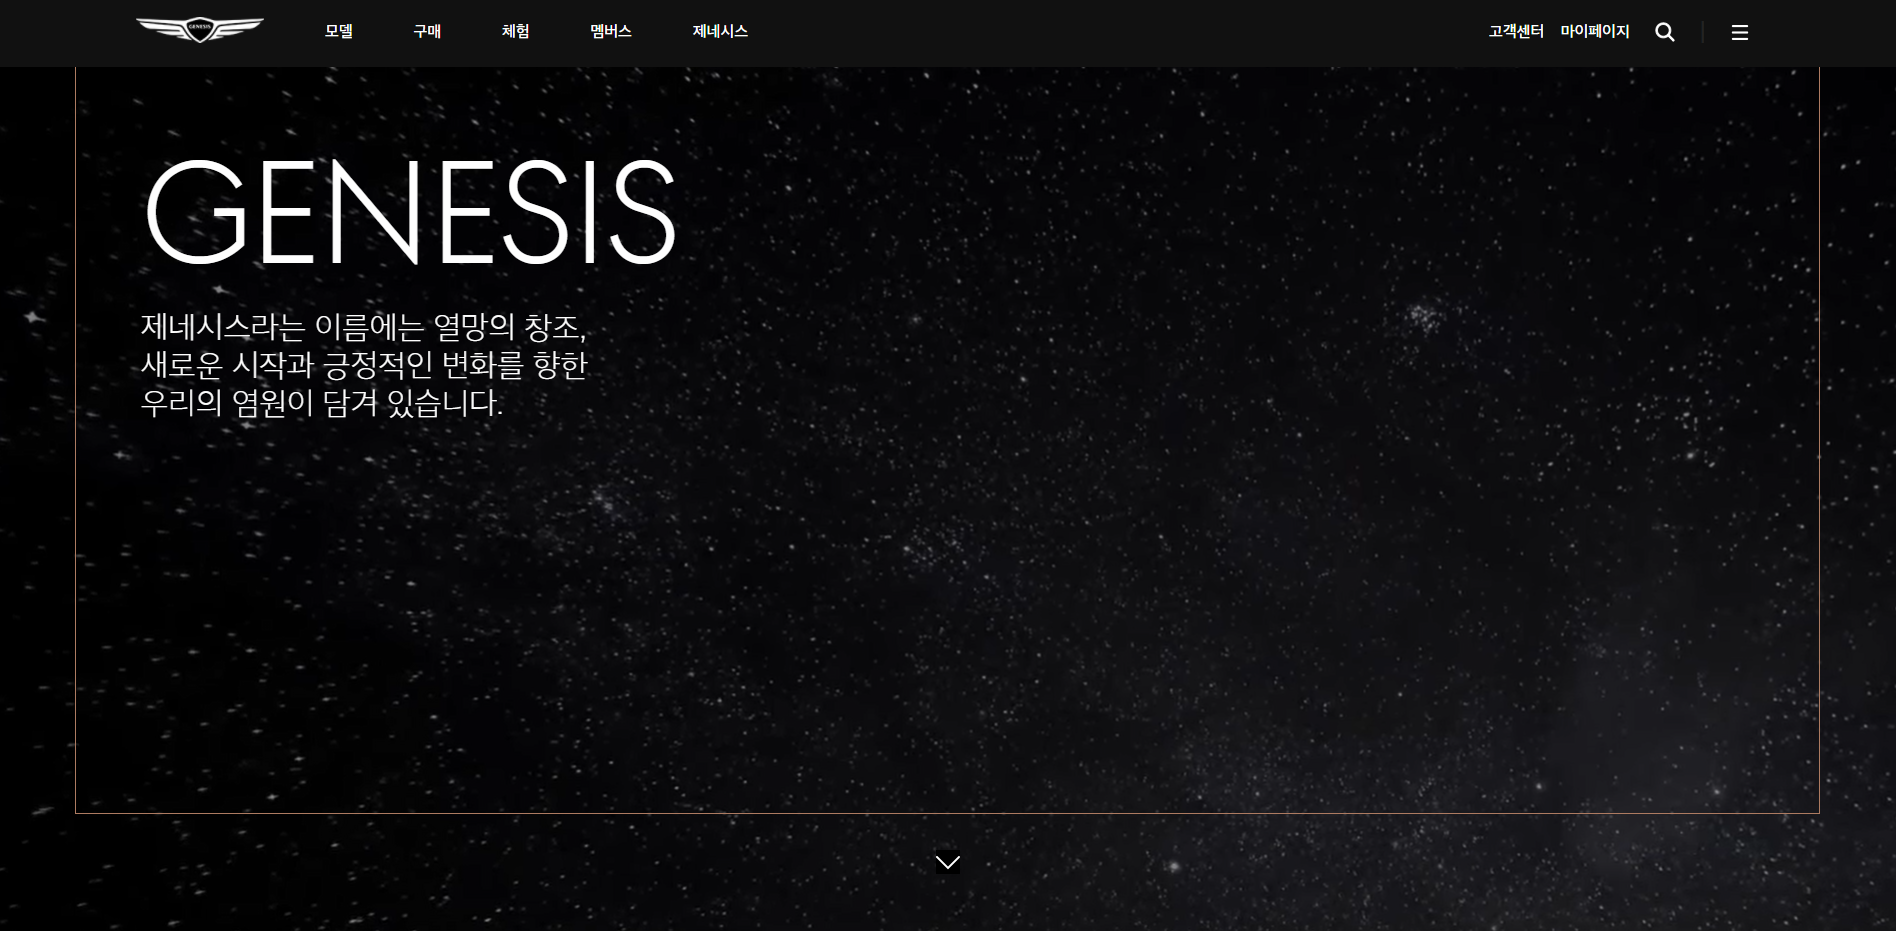 GENESIS
모델
구매
체험
멤버스
제네시스
고객센터
마이페이지
GENESIS
제네시스라는 이름에는 열망의 창조,
새로운 시작과 긍정적인 변화를 향한
우리의 염원이 담겨 있습니다.